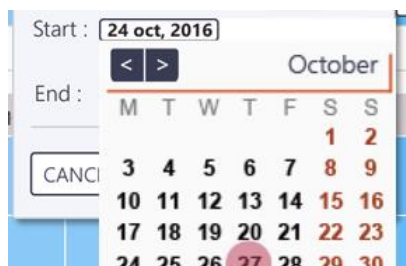 Start : 24 oct, 2016
< > October
End :
M T W T F S S
1 2
3 4 5 6 7 8 9
CANC
10 11 12 13 14 15 16
17 18 19 20 21 22 23
24 25 26 27 28 29 30